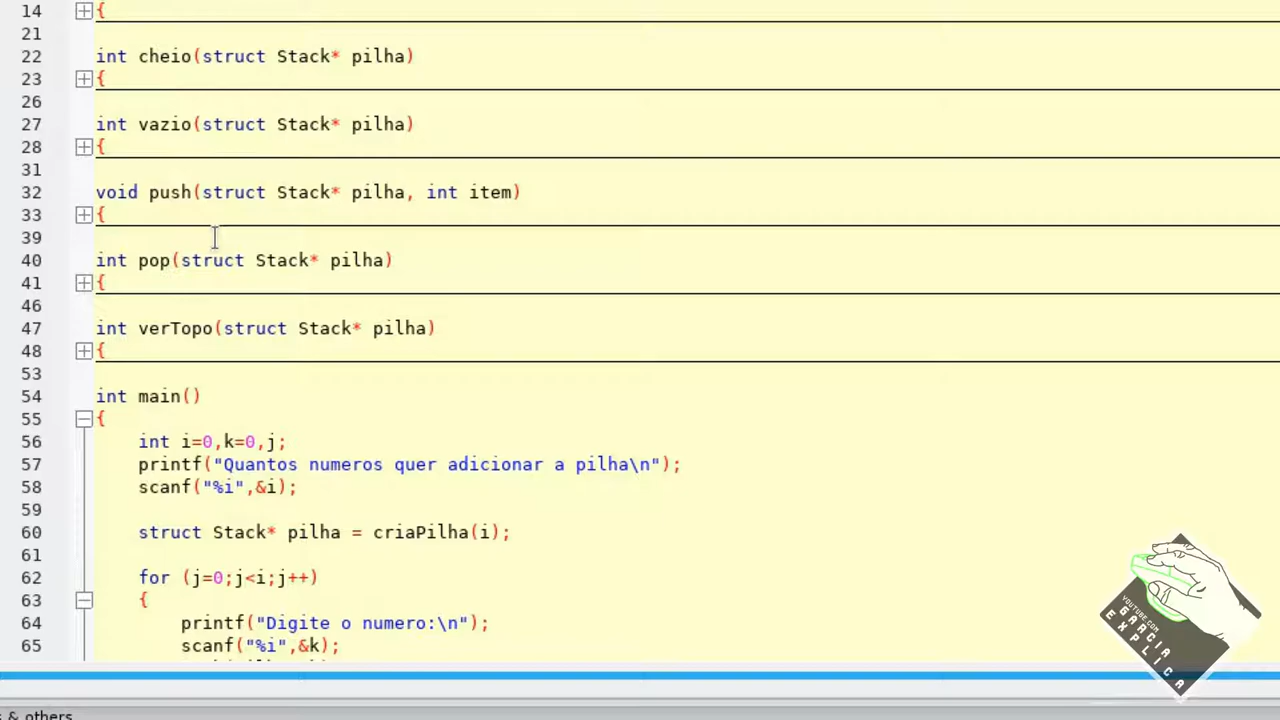 14 {
21
22 int cheio(struct Stack* pilha)
23 {
26
27 int vazio(struct Stack* pilha)
28 {
31
32 void push(struct Stack* pilha, int item)
33 {
39
40 int pop(struct Stack* pilha)
41 {
46
47 int verTopo(struct Stack* pilha)
48 {
53
54 int main()
55 {
56 int i=0,k=0,j;
57 printf("Quantos numeros quer adicionar a pilha\n");
58 scanf("%i",&i);
59
60 struct Stack* pilha = criaPilha(i);
61
62 for (j=0;j<i;j++)
63 {
64 printf("Digite o numero:\n");
65 scanf("%i",&k);
YOUTUBE.COM
GARCIA
EXPLICA
& others